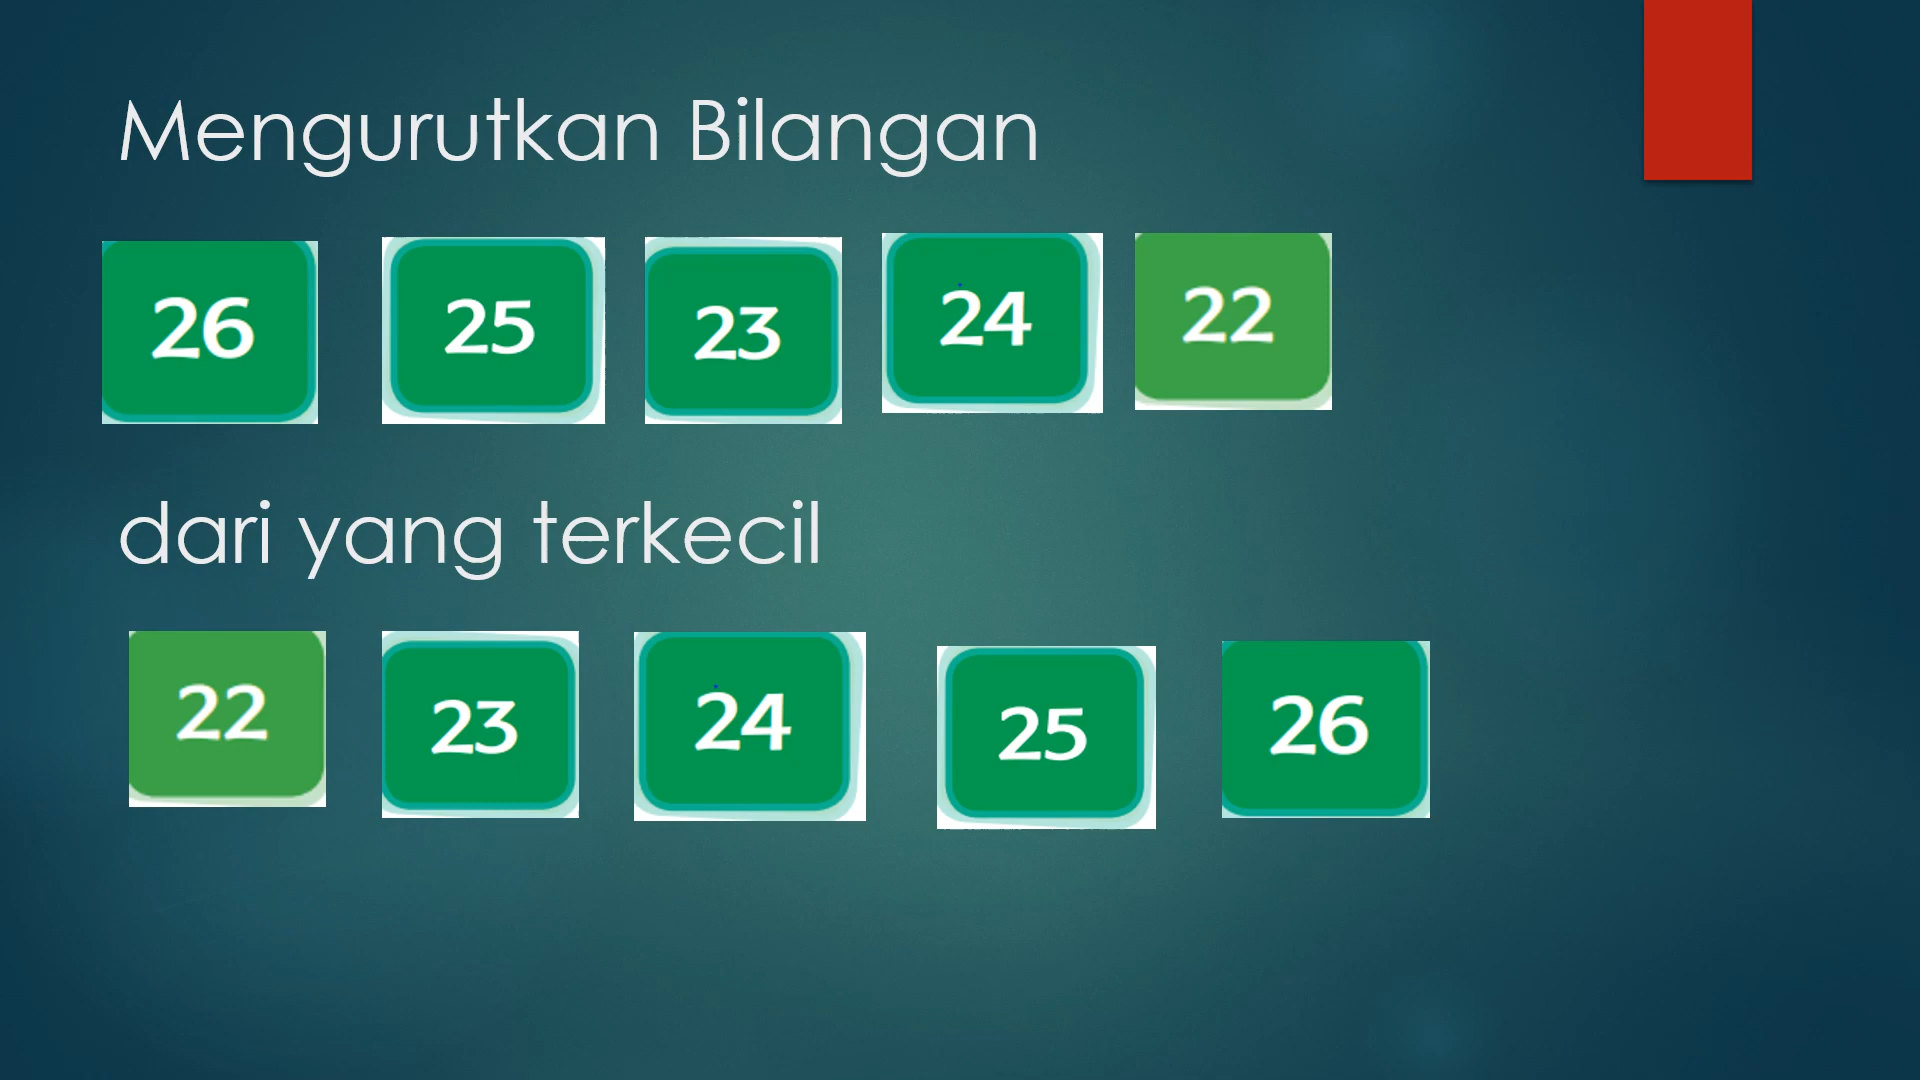 Mengurutkan Bilangan
26 25 23 24 22
dari yang terkecil
22 23 24 25 26